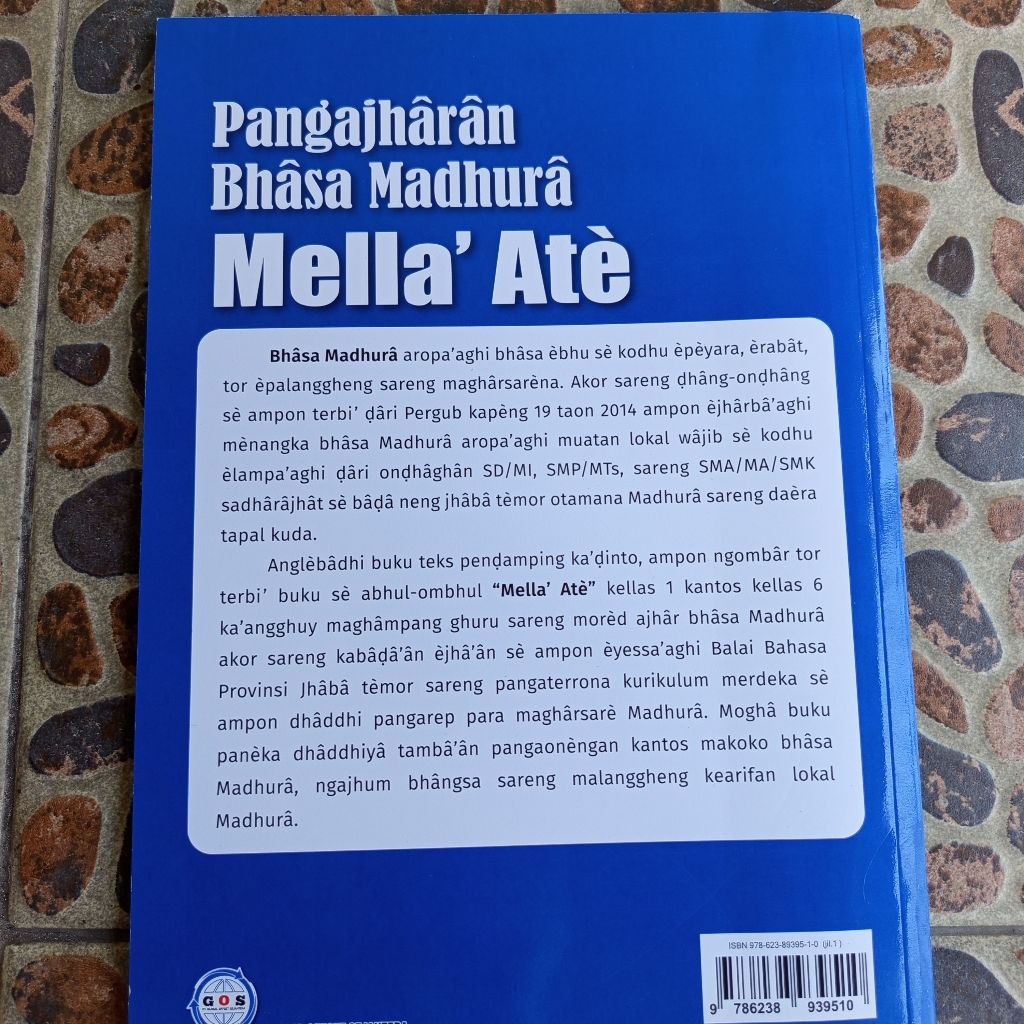 Pangajhârân
Bhâsa Madhurâ
Mella’ Atè
Bhâsa Madhurâ aropa’aghi bhâsa èbhu sè kodhu èpèyara, èrabât,
tor èpalanggheng sareng maghârsarèna. Akor sareng ḍhâng-onḍhâng
sè ampon terbi’ ḍâri Pergub kapèng 19 taon 2014 ampon èjhârbâ’aghi
mènangka bhâsa Madhurâ aropa’aghi muatan lokal wâjib sè kodhu
èlampa’aghi ḍâri onḍhâghân SD/MI, SMP/MTs, sareng SMA/MA/SMK
sadhârâjhât sè bâḍâ neng jhâbâ tèmor otamana Madhurâ sareng daèra
tapal kuda.
Anglèbâdhi buku teks penḍamping ka’ḍinto, ampon ngombâr tor
terbi’ buku sè abhul-ombhul “Mella’ Atè” kellas 1 kantos kellas 6
ka’angghuy maghâmpang ghuru sareng morèd ajhâr bhâsa Madhurâ
akor sareng kabâḍâ’ân èjhâ’ân sè ampon èyessa’aghi Balai Bahasa
Provinsi Jhâbâ tèmor sareng pangaterrona kurikulum merdeka sè
ampon dhâddhi pangarep para maghârsarè Madhurâ. Moghâ buku
panèka dhâddhiyâ tambâ’ân pangaonèngan kantos makoko bhâsa
Madhurâ, ngajhum bhângsa sareng malanggheng kearifan lokal
Madhurâ.
ISBN 978-623-89395-1-0 (jil.1 )
9 786238 939510
GOS